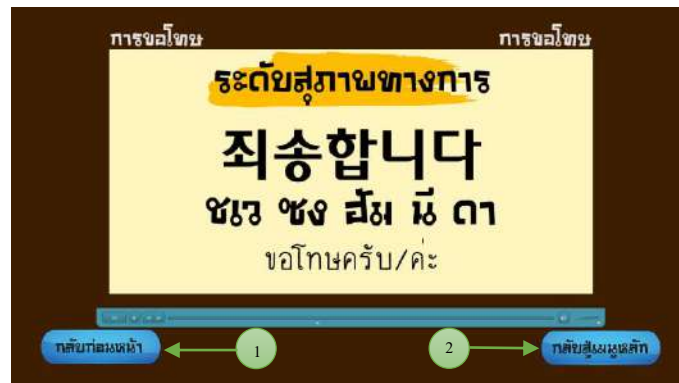 การขอโทษ การขอโทษ
ระดับสุภาพทางการ
죄송합니다
ชเว ซง ฮัม นี ดา
ขอโทษครับ/ค่ะ
กลับก่อนหน้า 1 2 กลับสู่เมนูหลัก